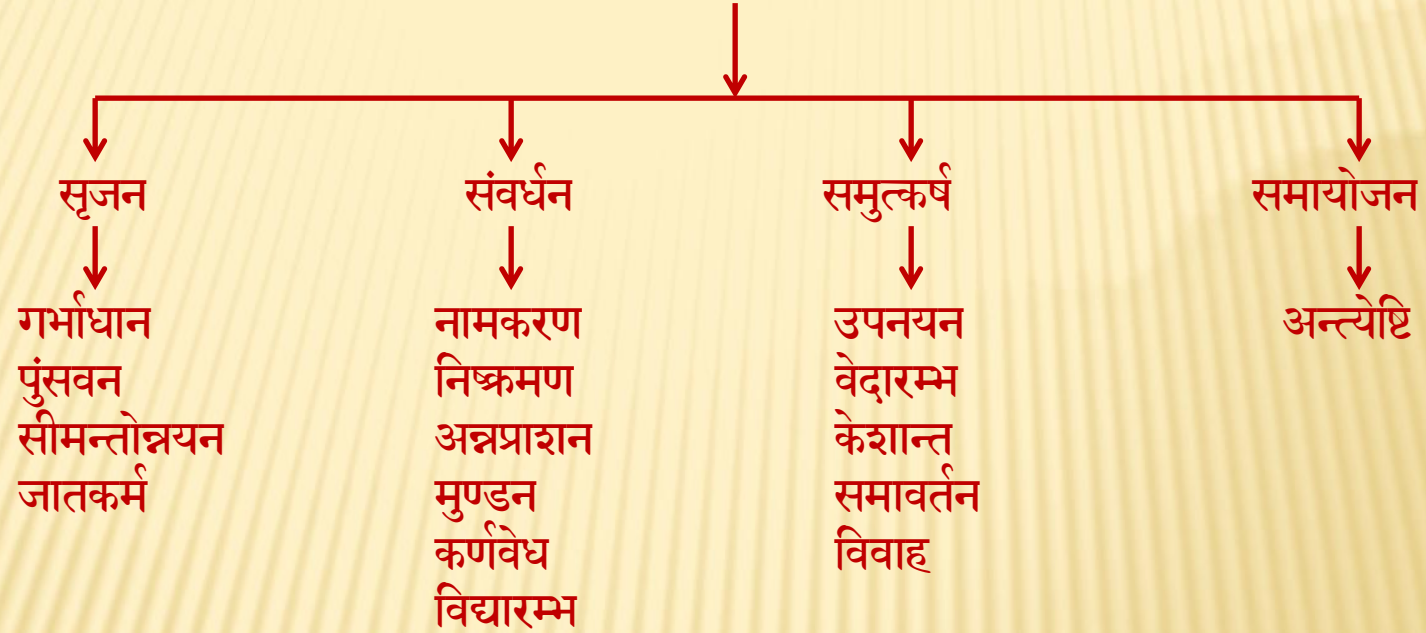 सृजन
संवर्धन
समुत्कर्ष
समायोजन
गर्भाधान
पुंसवन
सीमन्तोन्नयन
जातकर्म
नामकरण
निष्क्रमण
अन्नप्राशन
मुण्डन
कर्णवेध
विद्यारम्भ
उपनयन
वेदारम्भ
केशान्त
समावर्तन
विवाह
अन्त्येष्टि